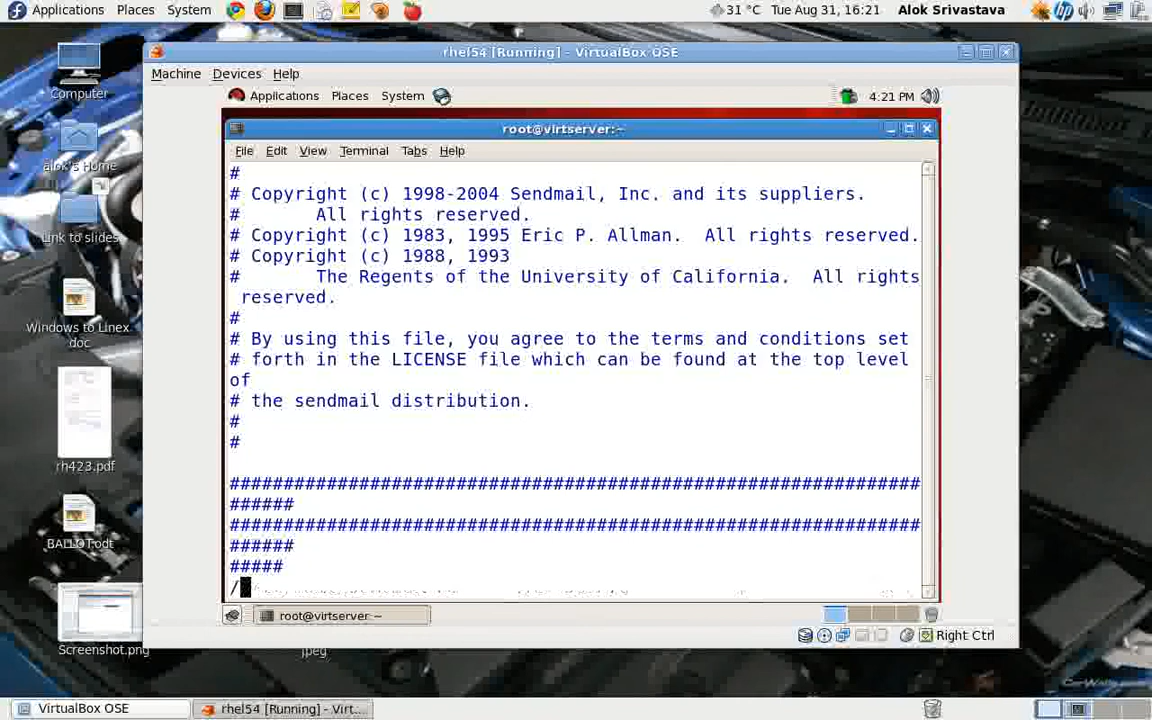 Applications Places System 31 °C Tue Aug 31, 16:21 Alok Srivastava
rhel54 [Running] - VirtualBox OSE
Machine Devices Help
Computer
Applications Places System 4:21 PM
root@virtserver:~
File Edit View Terminal Tabs Help
alok's Home
Link to slides
Windows to Linex
doc
rh423.pdf
BALLOT.odt
Screenshot.png
jpeg
#
# Copyright (c) 1998-2004 Sendmail, Inc. and its suppliers.
# All rights reserved.
# Copyright (c) 1983, 1995 Eric P. Allman. All rights reserved.
# Copyright (c) 1988, 1993
# The Regents of the University of California. All rights
reserved.
#
# By using this file, you agree to the terms and conditions set
# forth in the LICENSE file which can be found at the top level
of
# the sendmail distribution.
#
#
################################################################
######
################################################################
######
#####
/
root@virtserver:~
Right Ctrl
VirtualBox OSE rhel54 [Running] - Virt...